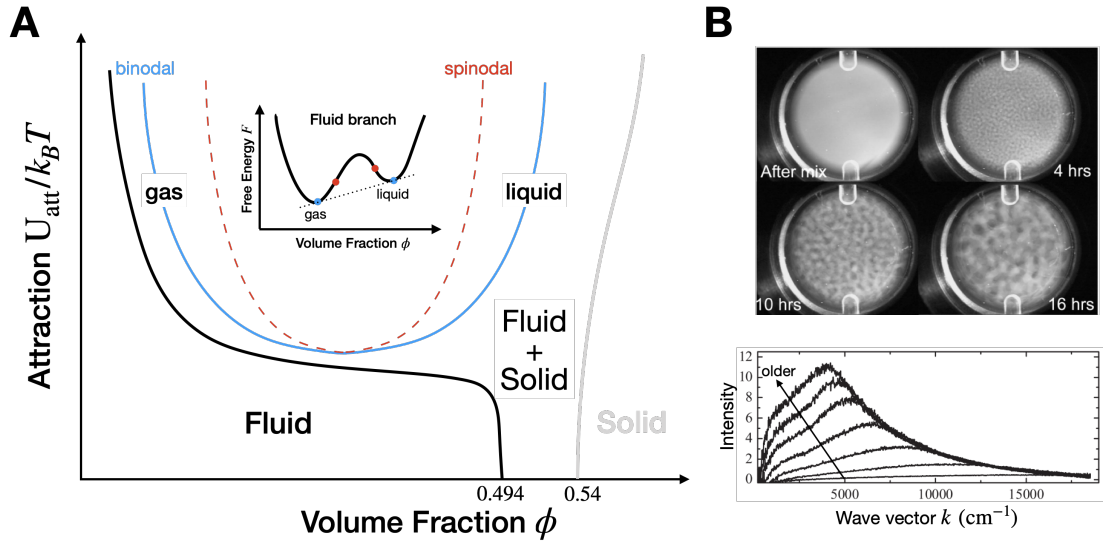 A
binodal
spinodal
Fluid branch
Free Energy F
gas
liquid
Volume Fraction ϕ
gas
liquid
Attraction U_att/k_BT
Fluid
+
Solid
Fluid
Solid
0.494
0.54
Volume Fraction ϕ
B
After mix
4 hrs
10 hrs
16 hrs
12
10
8
6
4
2
0
older
Intensity
5000
10000
15000
Wave vector k (cm⁻¹)